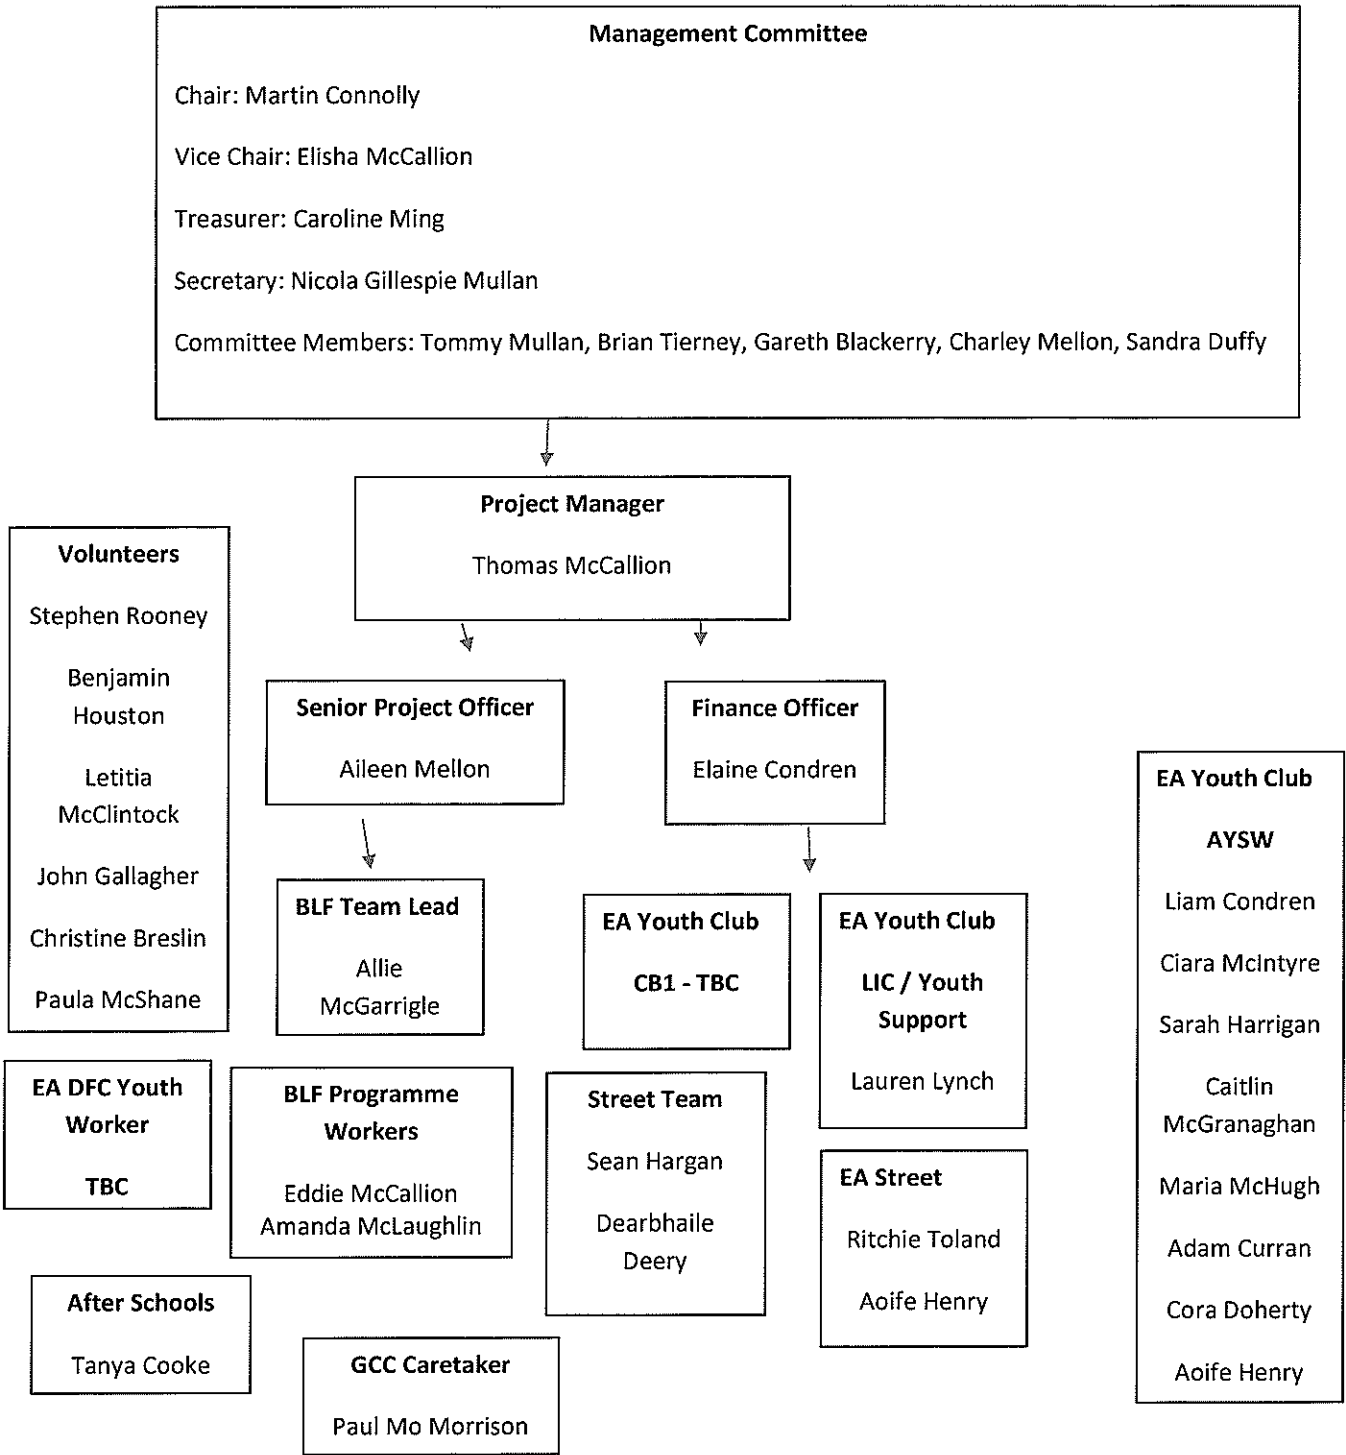 Management Committee
Chair: Martin Connolly
Vice Chair: Elisha McCallion
Treasurer: Caroline Ming
Secretary: Nicola Gillespie Mullan
Committee Members: Tommy Mullan, Brian Tierney, Gareth Blackerry, Charley Mellon, Sandra Duffy
Project Manager
Thomas McCallion
Volunteers
Stephen Rooney
Benjamin
Houston
Letitia
McClintock
John Gallagher
Christine Breslin
Paula McShane
Senior Project Officer
Aileen Mellon
Finance Officer
Elaine Condren
EA Youth Club
AYSW
Liam Condren
Ciara McIntyre
Sarah Harrigan
Caitlin
McGranaghan
Maria McHugh
Adam Curran
Cora Doherty
Aoife Henry
BLF Team Lead
Allie
McGarrigle
EA Youth Club
CB1 - TBC
EA Youth Club
LIC / Youth
Support
Lauren Lynch
EA DFC Youth
Worker
TBC
BLF Programme
Workers
Eddie McCallion
Amanda McLaughlin
Street Team
Sean Hargan
Dearbhaile
Deery
EA Street
Ritchie Toland
Aoife Henry
After Schools
Tanya Cooke
GCC Caretaker
Paul Mo Morrison